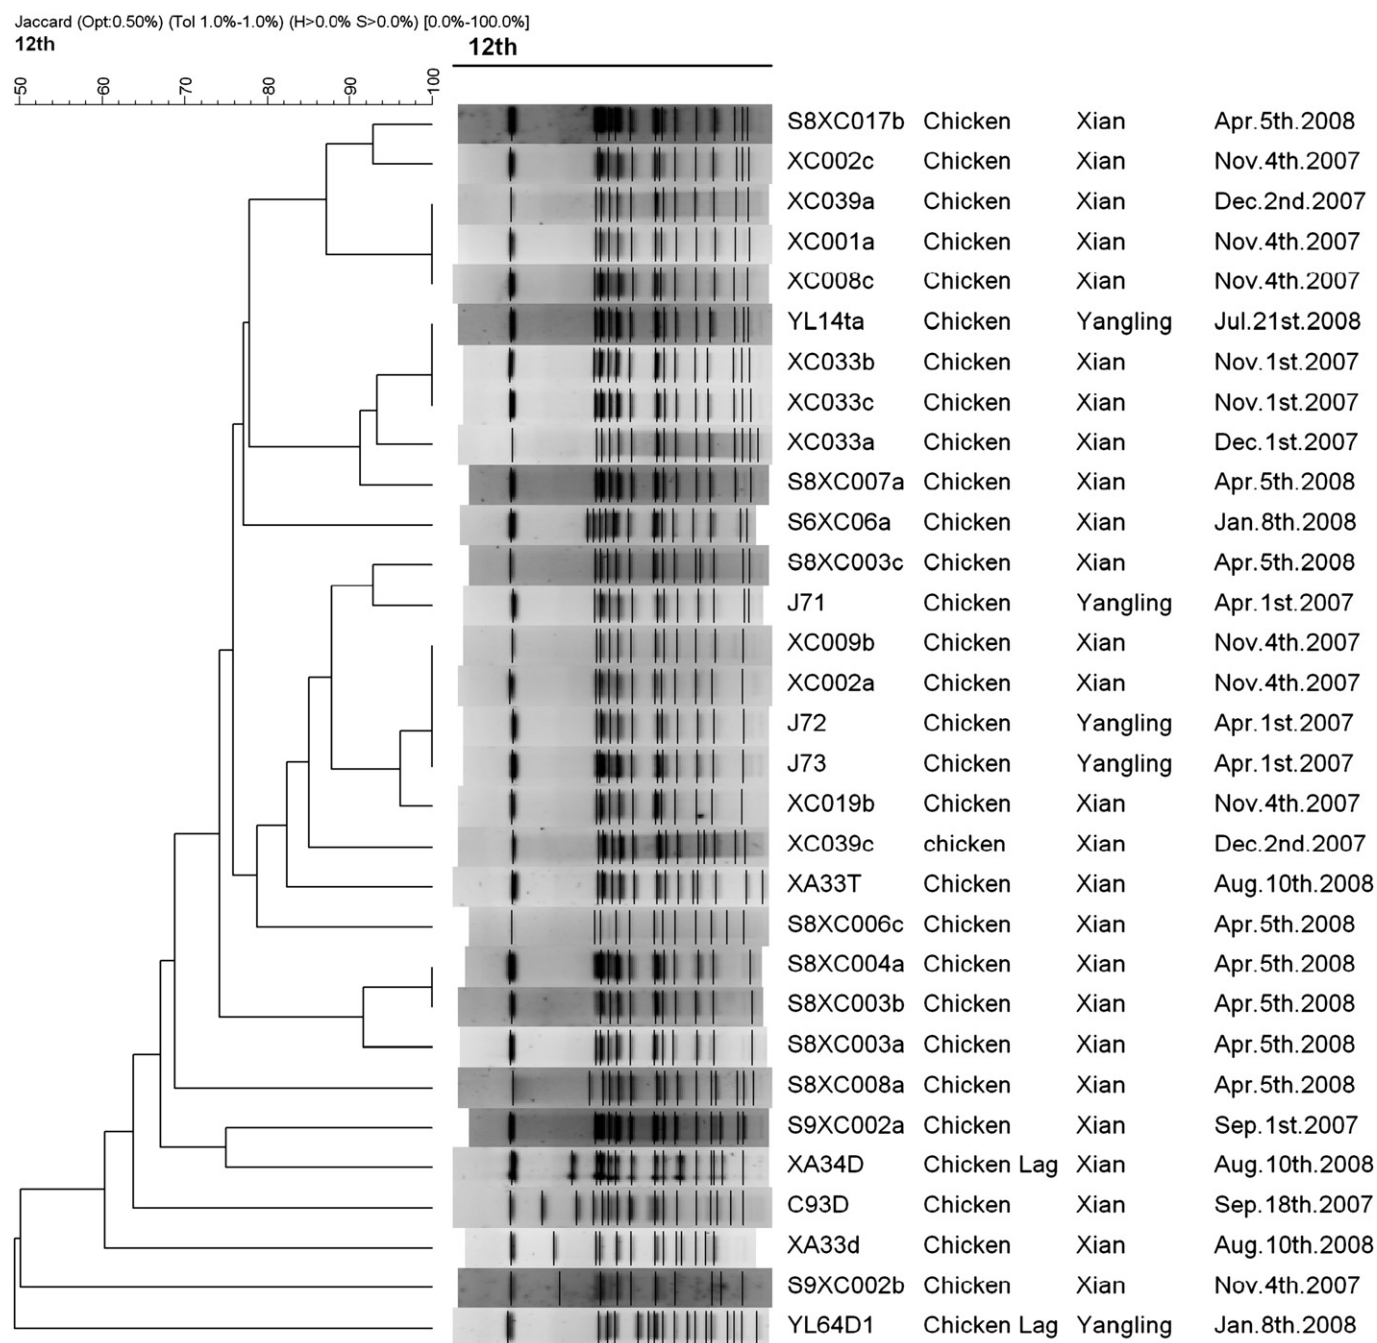 Jaccard (Opt:0.50%) (Tol 1.0%-1.0%) (H>0.0% S>0.0%) [0.0%-100.0%]
12th 12th
50 60 70 80 90 100
S8XC017b Chicken Xian Apr.5th.2008
XC002c Chicken Xian Nov.4th.2007
XC039a Chicken Xian Dec.2nd.2007
XC001a Chicken Xian Nov.4th.2007
XC008c Chicken Xian Nov.4th.2007
YL14ta Chicken Yangling Jul.21st.2008
XC033b Chicken Xian Nov.1st.2007
XC033c Chicken Xian Nov.1st.2007
XC033a Chicken Xian Dec.1st.2007
S8XC007a Chicken Xian Apr.5th.2008
S6XC06a Chicken Xian Jan.8th.2008
S8XC003c Chicken Xian Apr.5th.2008
J71 Chicken Yangling Apr.1st.2007
XC009b Chicken Xian Nov.4th.2007
XC002a Chicken Xian Nov.4th.2007
J72 Chicken Yangling Apr.1st.2007
J73 Chicken Yangling Apr.1st.2007
XC019b Chicken Xian Nov.4th.2007
XC039c chicken Xian Dec.2nd.2007
XA33T Chicken Xian Aug.10th.2008
S8XC006c Chicken Xian Apr.5th.2008
S8XC004a Chicken Xian Apr.5th.2008
S8XC003b Chicken Xian Apr.5th.2008
S8XC003a Chicken Xian Apr.5th.2008
S8XC008a Chicken Xian Apr.5th.2008
S9XC002a Chicken Xian Sep.1st.2007
XA34D Chicken Lag Xian Aug.10th.2008
C93D Chicken Xian Sep.18th.2007
XA33d Chicken Xian Aug.10th.2008
S9XC002b Chicken Xian Nov.4th.2007
YL64D1 Chicken Lag Yangling Jan.8th.2008